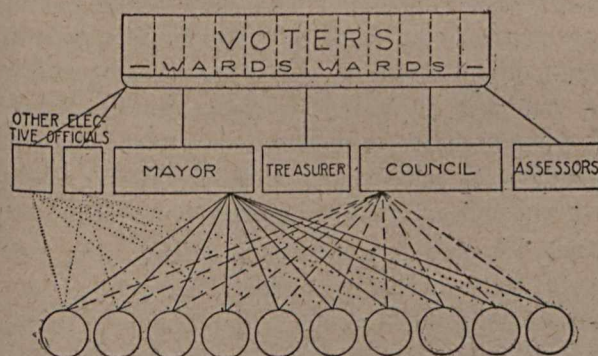 VOTERS
— WARDS WARDS —
OTHER ELEC-
TIVE OFFICIALS
MAYOR
TREASURER
COUNCIL
ASSESSORS